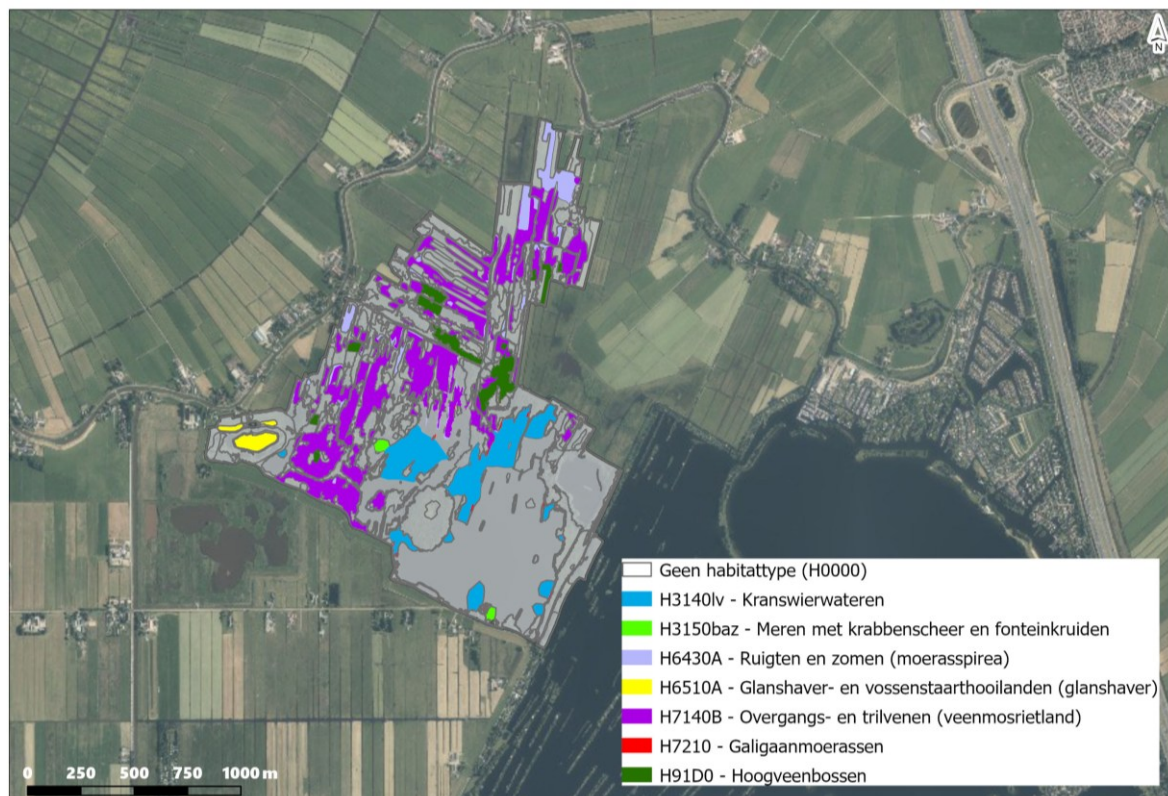 N
Geen habitattype (H0000)
H3140lv - Kranswierwateren
H3150baz - Meren met krabbenscheer en fonteinkruiden
H6430A - Ruigten en zomen (moerasspirea)
H6510A - Glanshaver- en vossenstaarthooilanden (glanshaver)
H7140B - Overgangs- en trilvenen (veenmosrietland)
H7210 - Galigaanmoerassen
H91D0 - Hoogveenbossen
0 250 500 750 1000 m